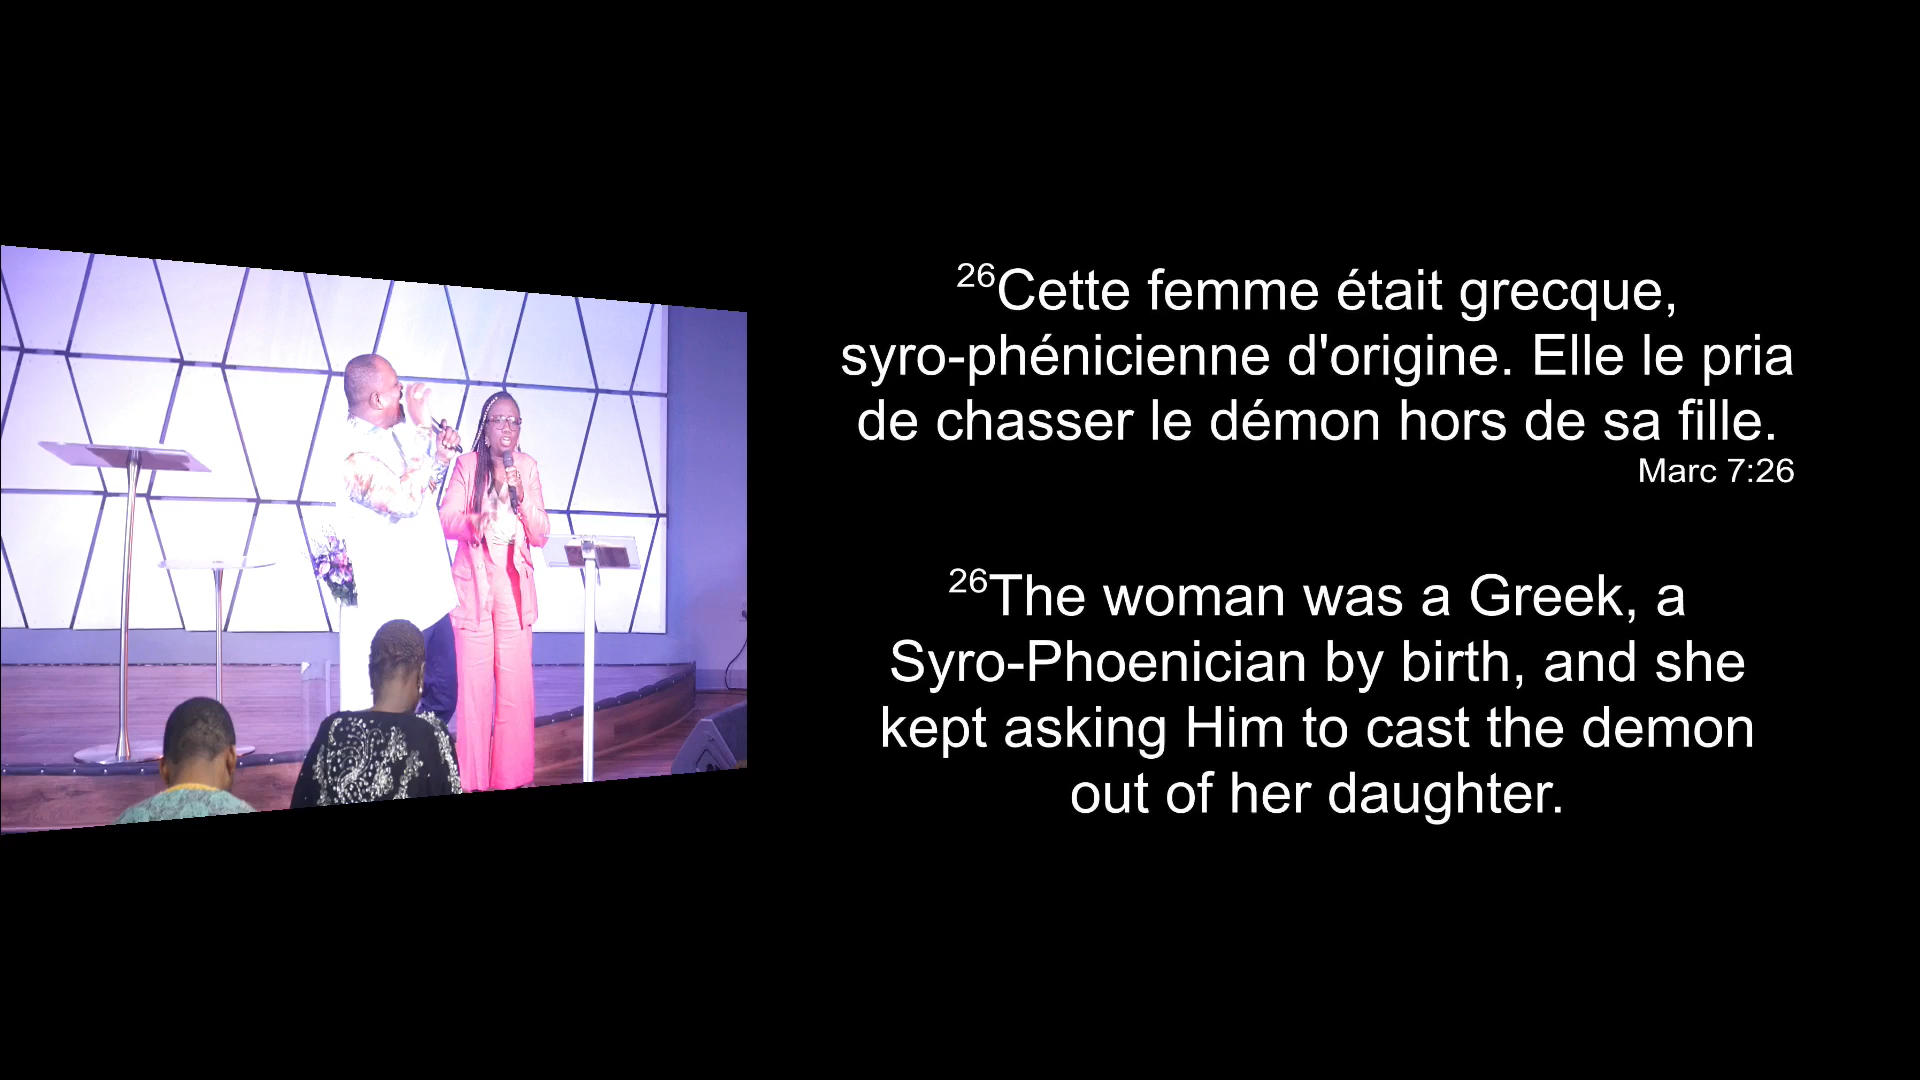 26Cette femme était grecque,
syro-phénicienne d'origine. Elle le pria
de chasser le démon hors de sa fille.
Marc 7:26
26The woman was a Greek, a
Syro-Phoenician by birth, and she
kept asking Him to cast the demon
out of her daughter.